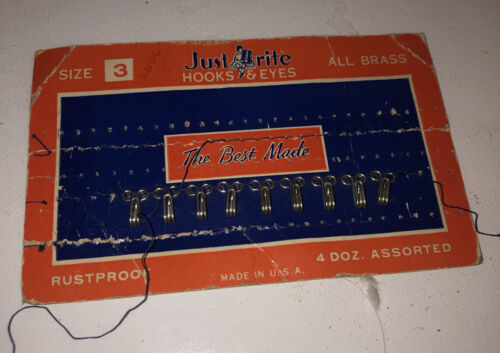 Just rite
SIZE 3 HOOKS & EYES ALL BRASS
The Best Made
RUSTPROOF MADE IN U.S.A. 4 DOZ. ASSORTED